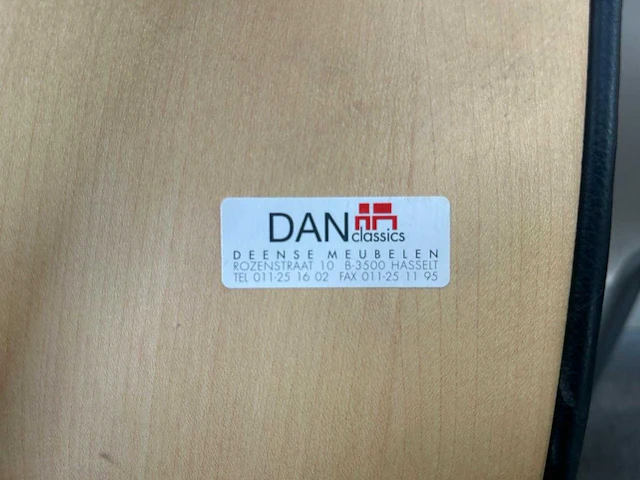 DAN classics
DEENSE MEUBELEN
ROZENSTRAAT 10 B-3500 HASSELT
TEL 011-25 16 02 FAX 011-25 11 95